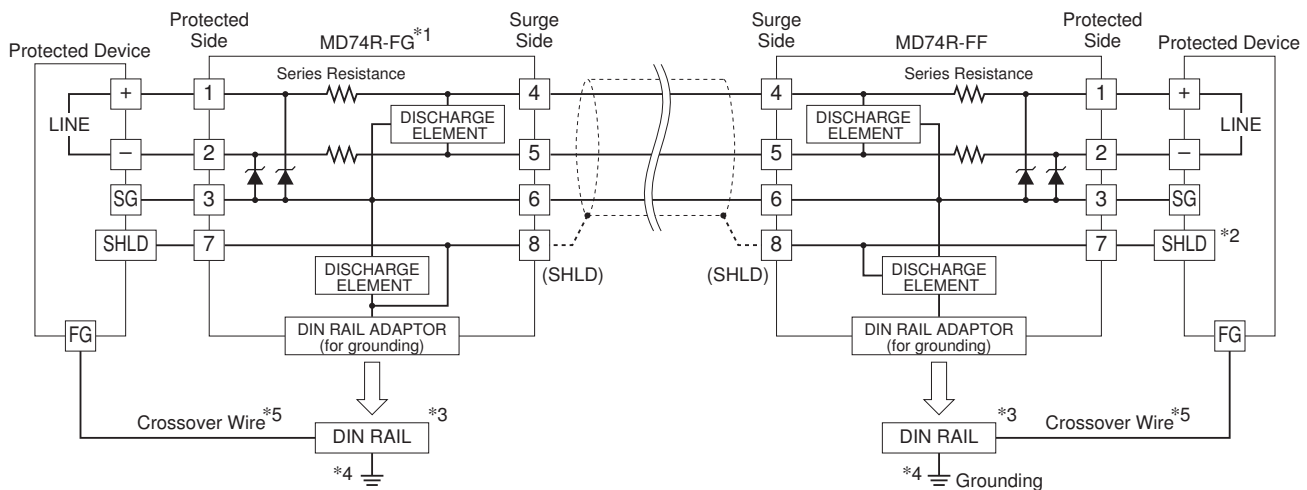 Protected Device
Protected
Side
MD74R-FG*1
Surge
Side
Series Resistance
+
LINE
−
SG
SHLD
FG
1
2
3
7
DISCHARGE
ELEMENT
DISCHARGE
ELEMENT
4
5
6
8
(SHLD)
DIN RAIL ADAPTOR
(for grounding)
Crossover Wire*5
*3
DIN RAIL
*4
Surge
Side
MD74R-FF
Protected
Side
Protected Device
Series Resistance
4
5
6
8
(SHLD)
DISCHARGE
ELEMENT
DISCHARGE
ELEMENT
1
2
3
7
+
LINE
−
SG
SHLD
*2
FG
DIN RAIL ADAPTOR
(for grounding)
*3
Crossover Wire*5
DIN RAIL
*4
Grounding